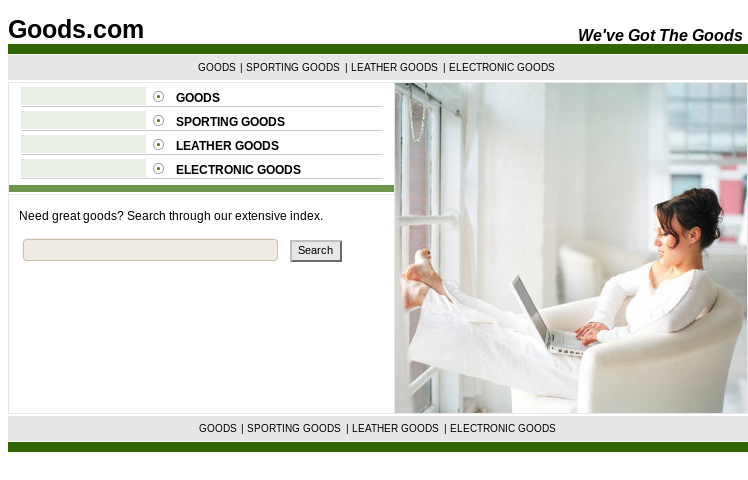 Goods.com
We've Got The Goods
GOODS | SPORTING GOODS | LEATHER GOODS | ELECTRONIC GOODS
GOODS
SPORTING GOODS
LEATHER GOODS
ELECTRONIC GOODS
Need great goods? Search through our extensive index.
Search
GOODS | SPORTING GOODS | LEATHER GOODS | ELECTRONIC GOODS